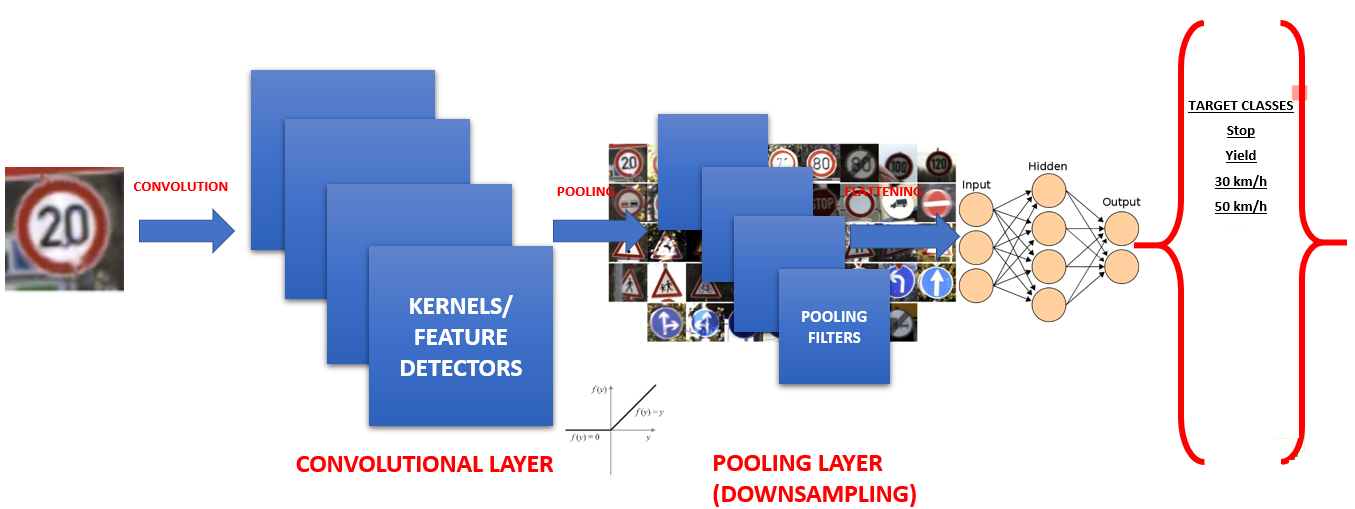 20
CONVOLUTION
KERNELS/
FEATURE
DETECTORS
CONVOLUTIONAL LAYER
f(y)
f(y) = y
f(y) = 0
y
POOLING
20
80
80
100
120
STOP
FLATTENING
POOLING
FILTERS
POOLING LAYER
(DOWNSAMPLING)
Input
Hidden
Output
TARGET CLASSES
Stop
Yield
30 km/h
50 km/h